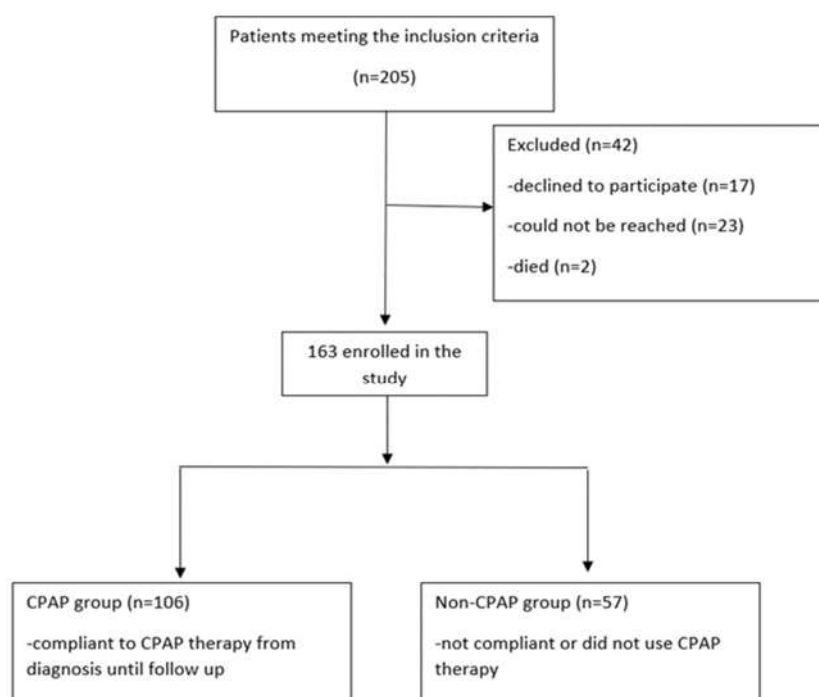 Patients meeting the inclusion criteria
(n=205)
Excluded (n=42)
-declined to participate (n=17)
-could not be reached (n=23)
-died (n=2)
163 enrolled in the
study
CPAP group (n=106)
-compliant to CPAP therapy from
diagnosis until follow up
Non-CPAP group (n=57)
-not compliant or did not use CPAP
therapy